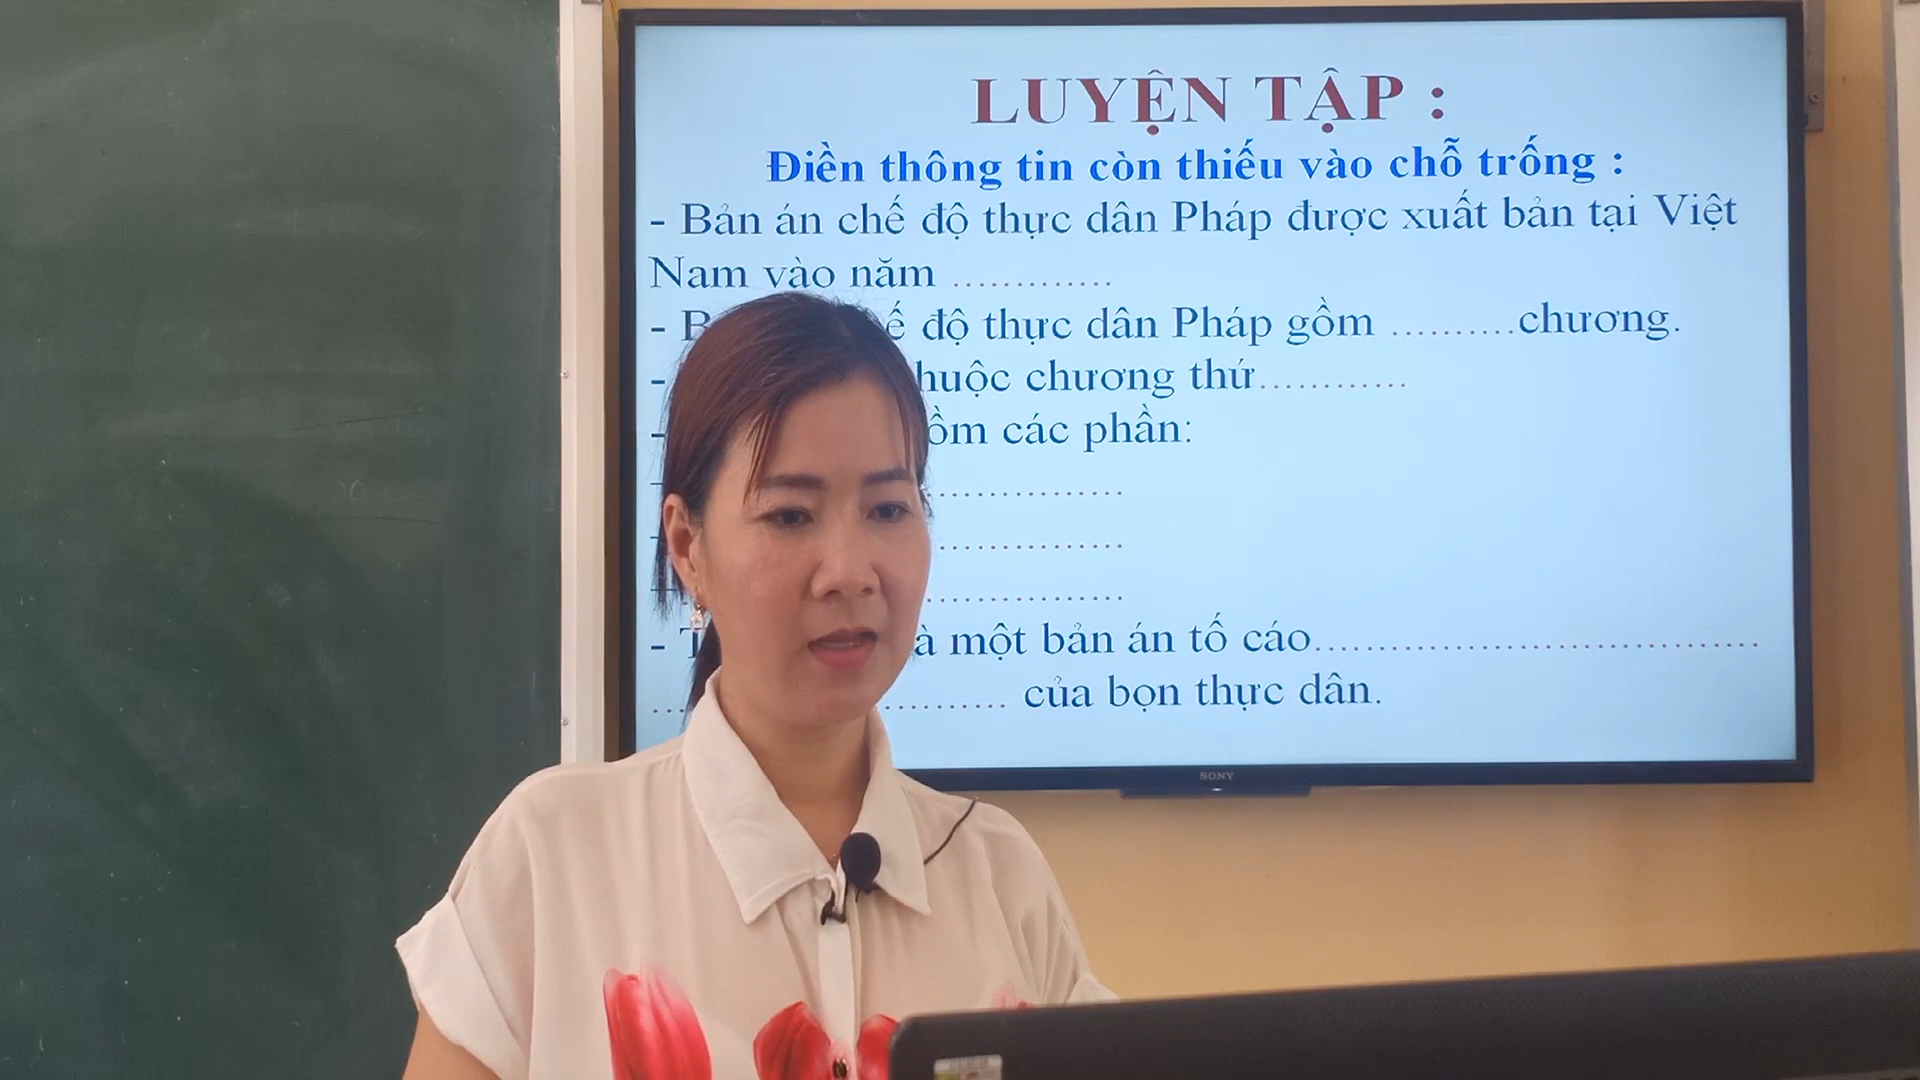 LUYỆN TẬP :
Điền thông tin còn thiếu vào chỗ trống :
- Bản án chế độ thực dân Pháp được xuất bản tại Việt
Nam vào năm .............
- độ thực dân Pháp gồm ..........chương.
- chương thứ............
- các phần:
..............
..............
..............
- một bản án tố cáo...................................
............ của bọn thực dân.
SONY